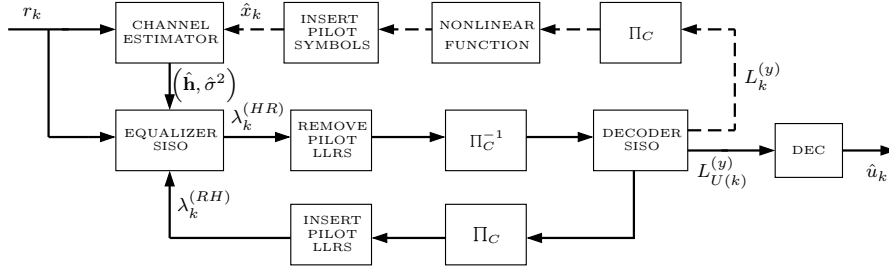 r_k
CHANNEL
ESTIMATOR
x̂_k
INSERT
PILOT
SYMBOLS
NONLINEAR
FUNCTION
Π_C
L_k^{(y)}
(ĥ, σ̂²)
EQUALIZER
SISO
λ_k^{(HR)}
REMOVE
PILOT
LLRS
Π_C^{-1}
DECODER
SISO
L_{U(k)}^{(y)}
DEC
û_k
λ_k^{(RH)}
INSERT
PILOT
LLRS
Π_C